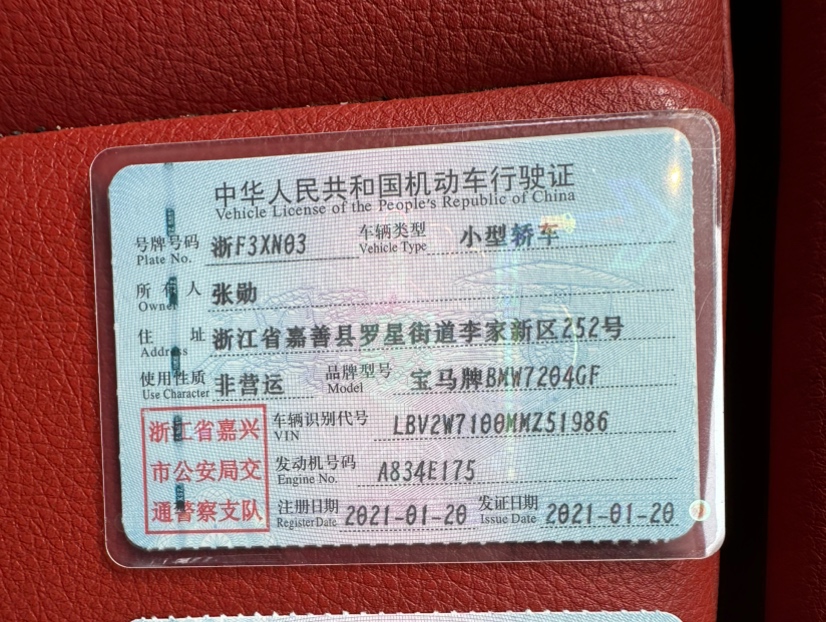 中华人民共和国机动车行驶证
Vehicle License of the People's Republic of China
号牌号码 浙F3XN03 车辆类型 小型轿车
Plate No. Vehicle Type
所有人 张勋
Owner
住址 浙江省嘉善县罗星街道李家新区252号
Address
使用性质 非营运 品牌型号 宝马牌BMW7204GF
Use Character Model
浙江省嘉兴
市公安局交
通警察支队
车辆识别代号 LBV2W7100MMZ51986
VIN
发动机号码 A834E175
Engine No.
注册日期 2021-01-20 发证日期 2021-01-20
Register Date Issue Date